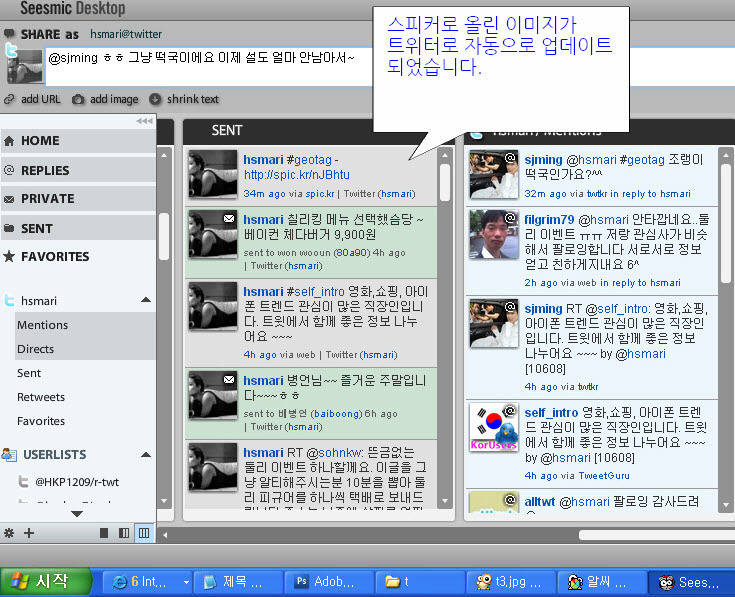 Seesmic Desktop
SHARE as hsmari@twitter
@sjming ㅎㅎ 그냥 떡국이에요 이제 설도 얼마 안남아서~
add URL add image shrink text
스피커로 올린 이미지가
트위터로 자동으로 업데이트
되었습니다.
HOME
REPLIES
PRIVATE
SENT
FAVORITES
hsmari
Mentions
Directs
Sent
Retweets
Favorites
USERLISTS
@HKP1209/r-twt
SENT
hsmari #geotag -
http://spic.kr/nJBhtu
34m ago via spic.kr | Twitter (hsmari)
hsmari 칠리킹 메뉴 선택했슴당 ~
베이컨 체다버거 9,900원
sent to won wooun (80a90) 4h ago
| Twitter (hsmari)
hsmari #self_intro 영화,쇼핑, 아이
폰 트렌드 관심이 많은 직장인입니
다. 트윗에서 함께 좋은 정보 나누
어요 ~~~
4h ago via web | Twitter (hsmari)
hsmari 병언님~~ 즐거운 주말입니
다~~~ㅎㅎ
sent to 배병언 (baiboong) 6h ago
| Twitter (hsmari)
hsmari RT @sohnkw: 뜬금없는
둘리 이벤트 하나할께요. 이글을 그
냥 알티해주시는분 10분을 뽑아 둘
리 피규어를 하나씩 택배로 보내드
hsmari / Mentions
sjming @hsmari #geotag 조랭이
떡국인가요?^^
32m ago via twtkr in reply to hsmari
filgrim79 @hsmari 안타깝네요..둘
리 이벤트 ㅠㅠ 저랑 관심사가 비슷
해서 팔로잉합니다 서로서로 정보
얻고 친하게지내요 6^
2h ago via web in reply to hsmari
sjming RT @self_intro: 영화,쇼핑,
아이폰 트렌드 관심이 많은 직장인
입니다. 트윗에서 함께 좋은 정보
나누어요 ~~~ by @hsmari
[10608]
4h ago via twtkr
KorUsers
self_intro 영화,쇼핑, 아이폰 트렌
드 관심이 많은 직장인입니다. 트윗
에서 함께 좋은 정보 나누어요 ~~~
by @hsmari [10608]
4h ago via TweetGuru
alltwt @hsmari 팔로잉 감사드려
시작 6 Int... 제목 ... Adob... t t3.jpg ... 알씨 ... Sees...